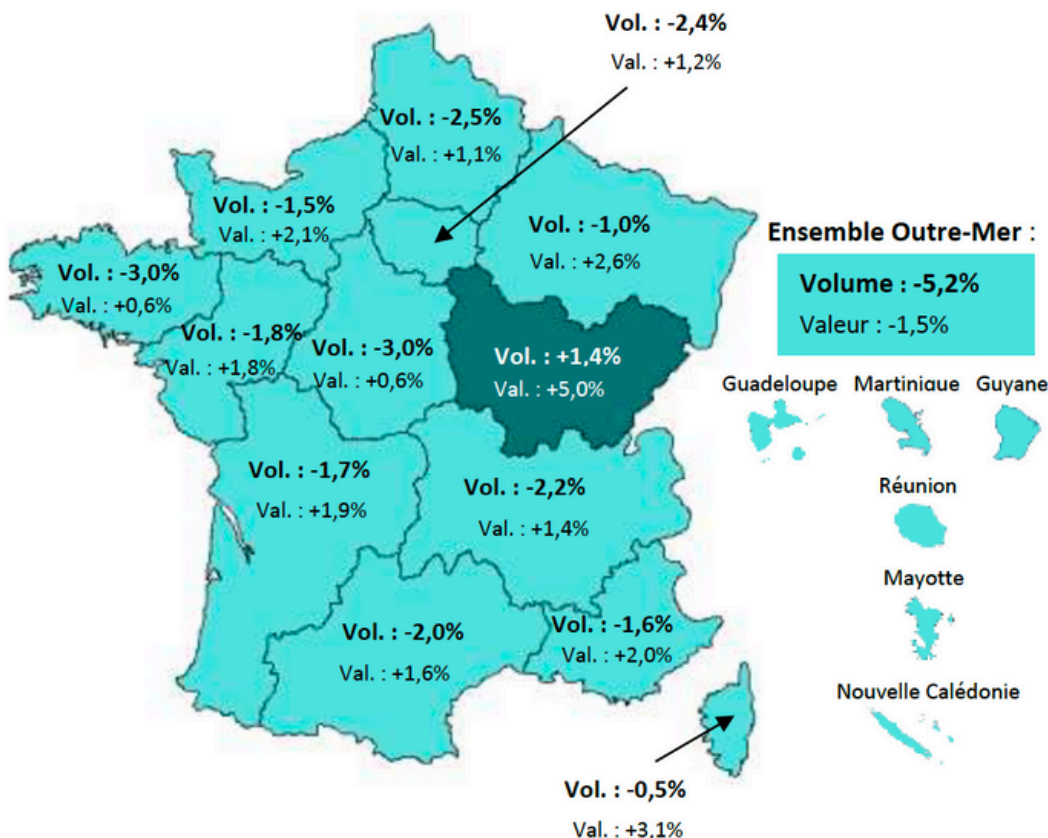 Vol. : -2,4%
Val. : +1,2%
Vol. : -2,5%
Val. : +1,1%
Vol. : -1,5%
Val. : +2,1%
Vol. : -1,0%
Val. : +2,6%
Ensemble Outre-Mer :
Volume : -5,2%
Valeur : -1,5%
Vol. : -3,0%
Val. : +0,6%
Vol. : -1,8%
Val. : +1,8%
Vol. : -3,0%
Val. : +0,6%
Vol. : +1,4%
Val. : +5,0%
Guadeloupe
Martinique
Guyane
Vol. : -1,7%
Val. : +1,9%
Vol. : -2,2%
Val. : +1,4%
Réunion
Mayotte
Vol. : -2,0%
Val. : +1,6%
Vol. : -1,6%
Val. : +2,0%
Nouvelle Calédonie
Vol. : -0,5%
Val. : +3,1%